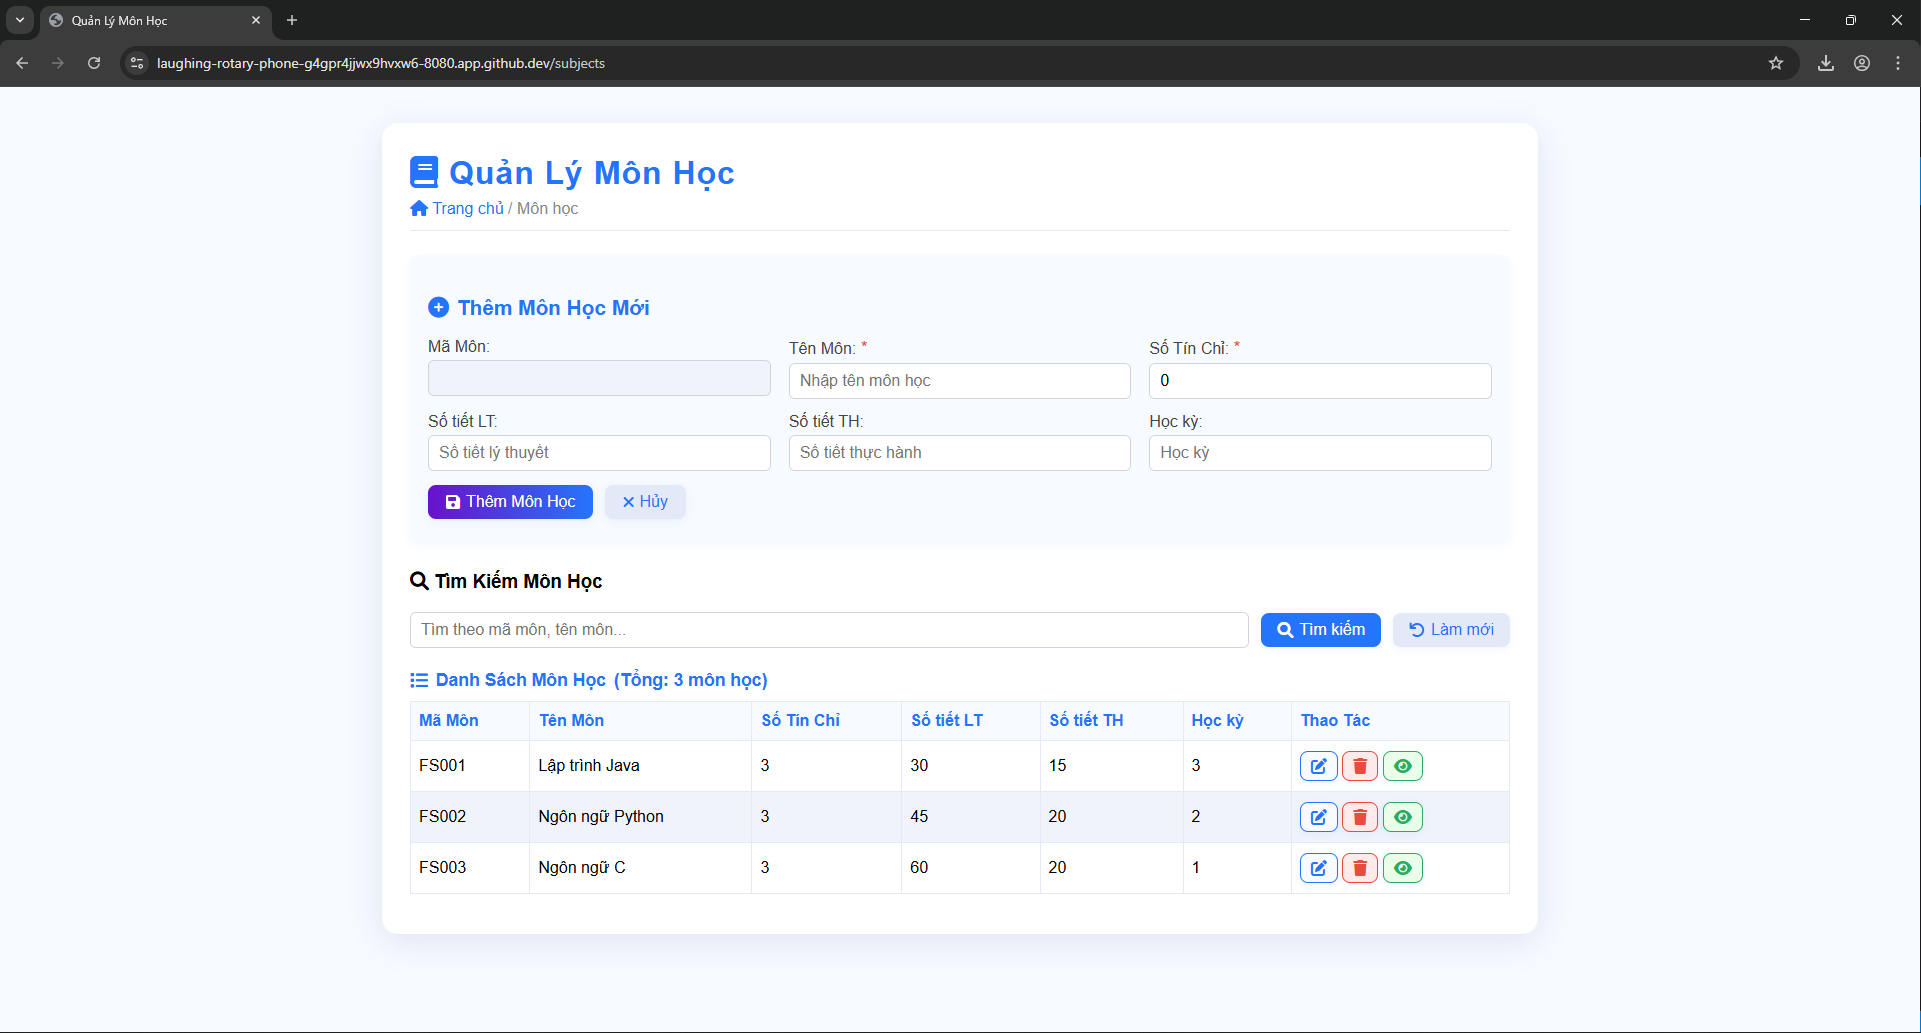 Quản Lý Môn Học
laughing-rotary-phone-g4gpr4jjwx9hvxw6-8080.app.github.dev/subjects
Quản Lý Môn Học
Trang chủ / Môn học
Thêm Môn Học Mới
Mã Môn: Tên Môn: * Số Tín Chỉ: *
Nhập tên môn học 0
Số tiết LT: Số tiết TH: Học kỳ:
Số tiết lý thuyết Số tiết thực hành Học kỳ
Thêm Môn Học Hủy
Tìm Kiếm Môn Học
Tìm theo mã môn, tên môn... Tìm kiếm Làm mới
Danh Sách Môn Học (Tổng: 3 môn học)
Mã Môn Tên Môn Số Tín Chỉ Số tiết LT Số tiết TH Học kỳ Thao Tác
FS001 Lập trình Java 3 30 15 3
FS002 Ngôn ngữ Python 3 45 20 2
FS003 Ngôn ngữ C 3 60 20 1